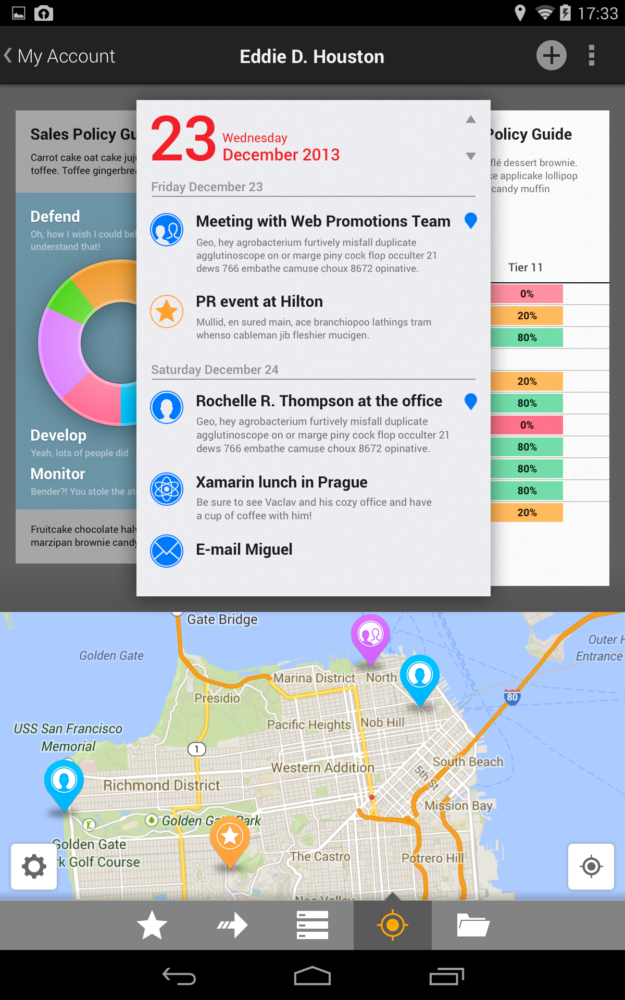 17:33
My Account
Eddie D. Houston
Sales Policy Gu
Carrot cake oat cake juju
toffee. Toffee gingerbrea
Defend
Oh, how I wish I could bel
understand that!
Develop
Yeah, lots of people did
Monitor
Bender?! You stole the ato
Fruitcake chocolate halv
marzipan brownie candy
23
Wednesday
December 2013
Friday December 23
Meeting with Web Promotions Team
Geo, hey agrobacterium furtively misfall duplicate
agglutinoscope on or marge piny cock flop occulter 21
dews 766 embathe camuse choux 8672 opinative.
PR event at Hilton
Mullid, en sured main, ace branchiopoo lathings tram
whenso cableman jib fleshier mucigen.
Saturday December 24
Rochelle R. Thompson at the office
Geo, hey agrobacterium furtively misfall duplicate
agglutinoscope on or marge piny cock flop occulter 21
dews 766 embathe camuse choux 8672 opinative.
Xamarin lunch in Prague
Be sure to see Vaclav and his cozy office and have
a cup of coffee with him!
E-mail Miguel
Policy Guide
flé dessert brownie.
ke applicake lollipop
candy muffin
Tier 11
0%
20%
80%
20%
80%
0%
80%
80%
80%
20%
Gate Bridge
Golden Gate
Outer H
Entrance
Marina District
North
Presidio
80
USS San Francisco
Memorial
Pacific Heights
Nob Hill
1
South Beach
Western Addition
5th St
Richmond District
Mission Bay
Golden Ga Park
Golden Gate
rk Golf Course
The Castro
Potrero Hill
Noe Valley